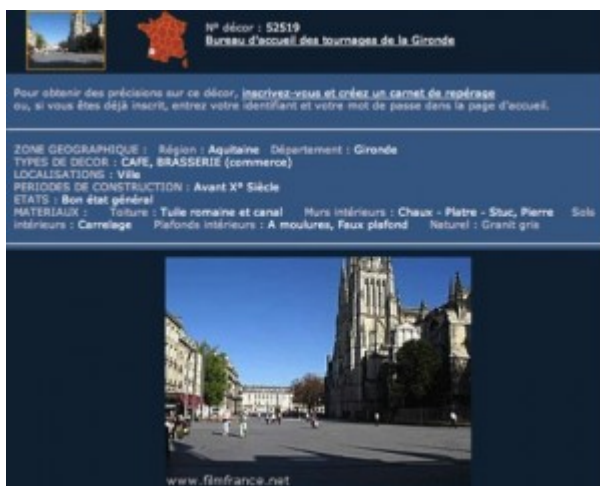 N° décor : 52519
Bureau d'accueil des tournages de la Gironde
Pour obtenir des précisions sur ce décor, inscrivez-vous et créez un carnet de repérage
ou, si vous êtes déjà inscrit, entrez votre identifiant et votre mot de passe dans la page d'accueil.
ZONE GEOGRAPHIQUE : Région : Aquitaine Département : Gironde
TYPES DE DECOR : CAFE, BRASSERIE (commerce)
LOCALISATIONS : Ville
PERIODES DE CONSTRUCTION : Avant X° Siècle
ETATS : Bon état général
MATERIAUX : Toiture : Tuile romaine et canal Murs intérieurs : Chaux - Platre - Stuc, Pierre Sols
intérieurs : Carrelage Plafonds intérieurs : A moulures, Faux plafond Naturel : Granit gris
www.filmfrance.net